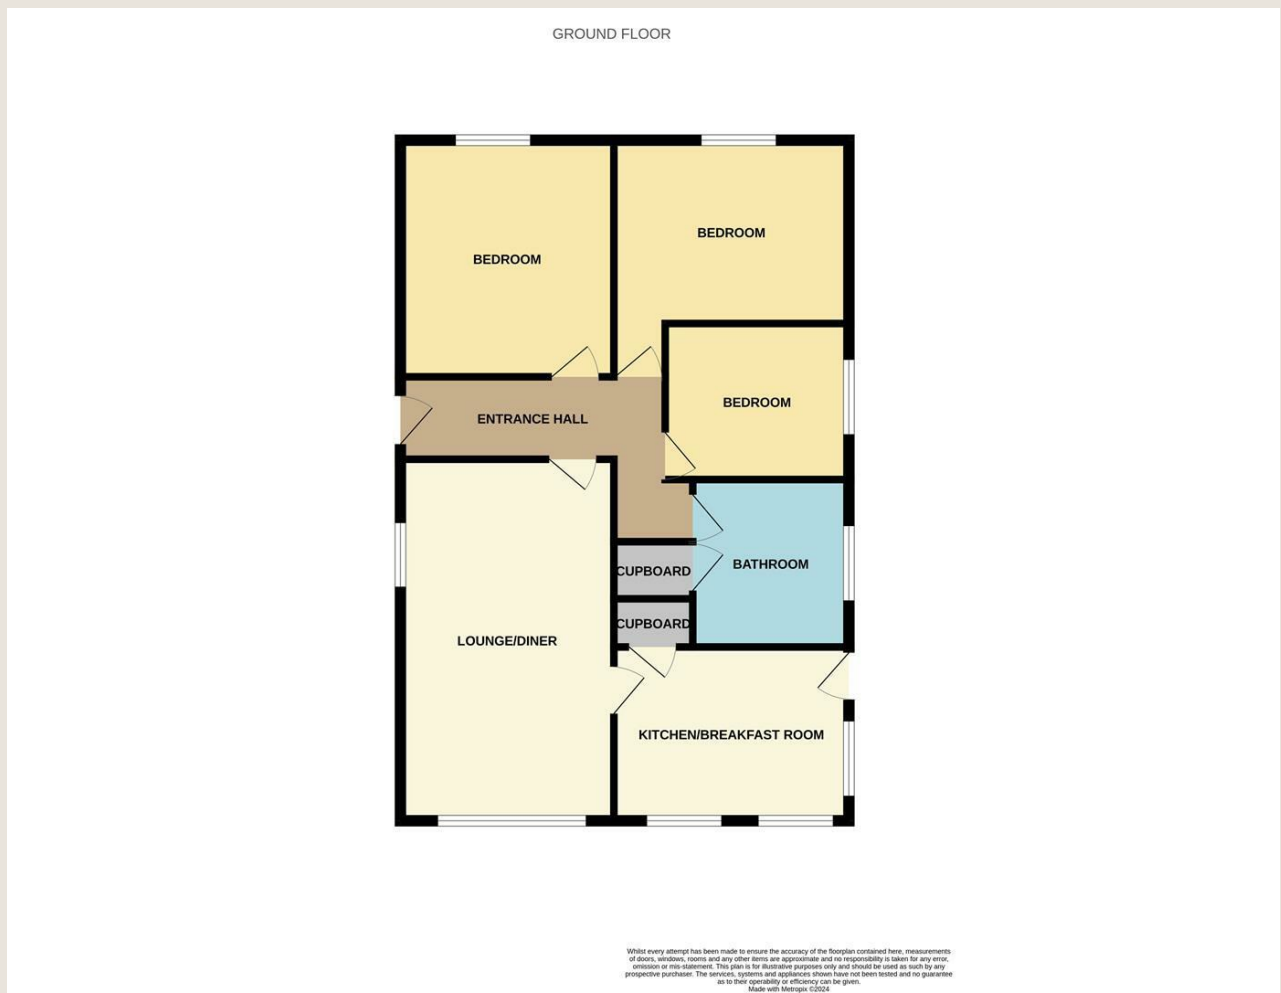 GROUND FLOOR
BEDROOM
BEDROOM
BEDROOM
ENTRANCE HALL
CUPBOARD
BATHROOM
CUPBOARD
LOUNGE/DINER
KITCHEN/BREAKFAST ROOM
Whilst every attempt has been made to ensure the accuracy of the floorplan contained here, measurements
of doors, windows, rooms and any other items are approximate and no responsibility is taken for any error,
omission or mis-statement. This plan is for illustrative purposes only and should be used as such by any
prospective purchaser. The services, systems and appliances shown have not been tested and no guarantee
as to their operability or efficiency can be given.
Made with Metropix ©2024